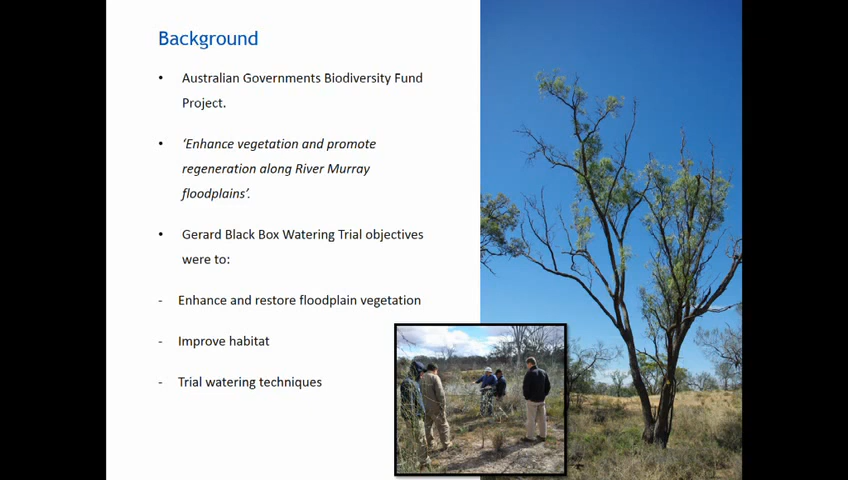 Background
• Australian Governments Biodiversity Fund
Project.
• ‘Enhance vegetation and promote
regeneration along River Murray
floodplains’.
• Gerard Black Box Watering Trial objectives
were to:
- Enhance and restore floodplain vegetation
- Improve habitat
- Trial watering techniques